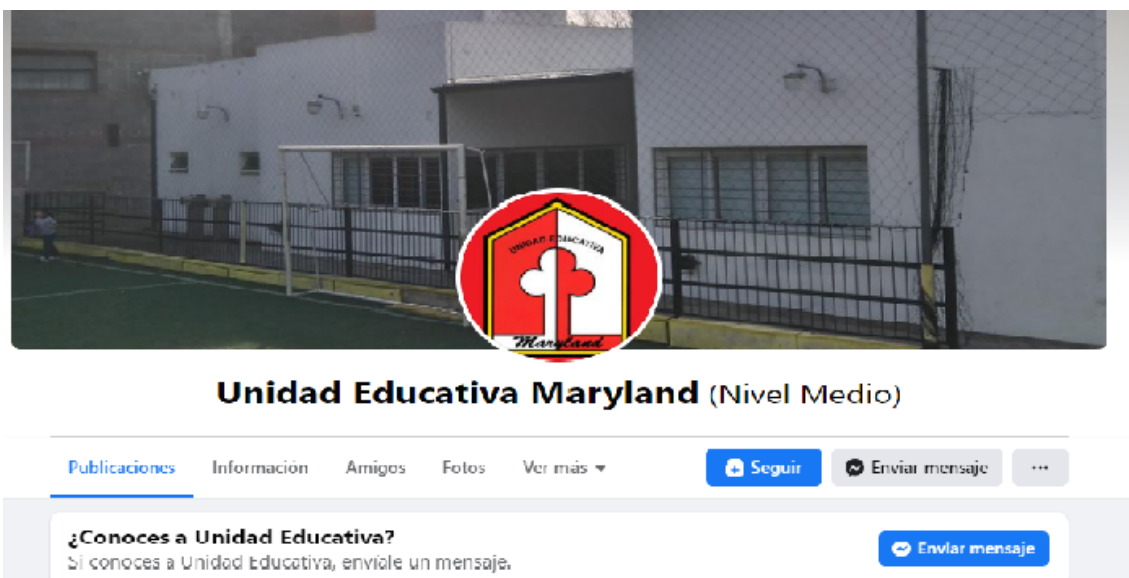 UNIDAD EDUCATIVA
Maryland
Unidad Educativa Maryland (Nivel Medio)
Publicaciones Información Amigos Fotos Ver más Seguir Enviar mensaje ...
¿Conoces a Unidad Educativa?
Si conoces a Unidad Educativa, envíale un mensaje.
Enviar mensaje